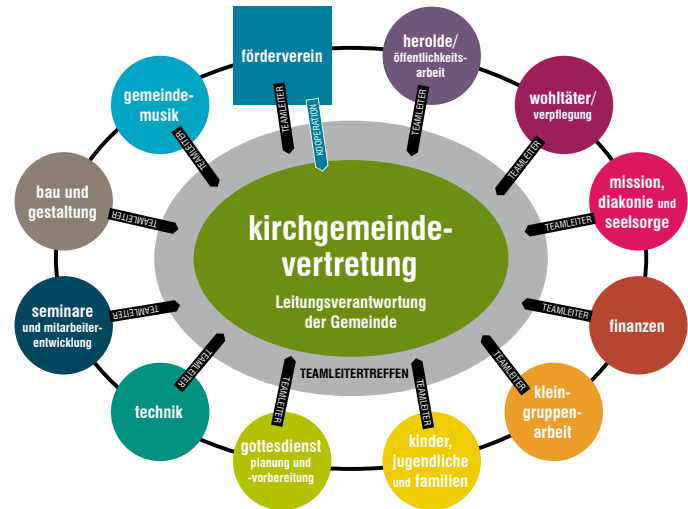 förderverein
herolde/
öffentlichkeits-
arbeit
gemeinde-
musik
wohltäter/
verpflegung
TEAMLEITER
KOOPERATION
TEAMLEITER
TEAMLEITER
TEAMLEITER
bau und
gestaltung
TEAMLEITER
mission,
diakonie und
seelsorge
TEAMLEITER
kirchgemeinde-
vertretung
Leitungsverantwortung
der Gemeinde
seminare
und mitarbeiter-
entwicklung
TEAMLEITER
finanzen
TEAMLEITER
TEAMLEITERTREFFEN
technik
TEAMLEITER
gottesdienst
planung und
-vorbereitung
TEAMLEITER
kinder,
jugendliche
und familien
TEAMLEITER
klein-
gruppen-
arbeit
TEAMLEITER